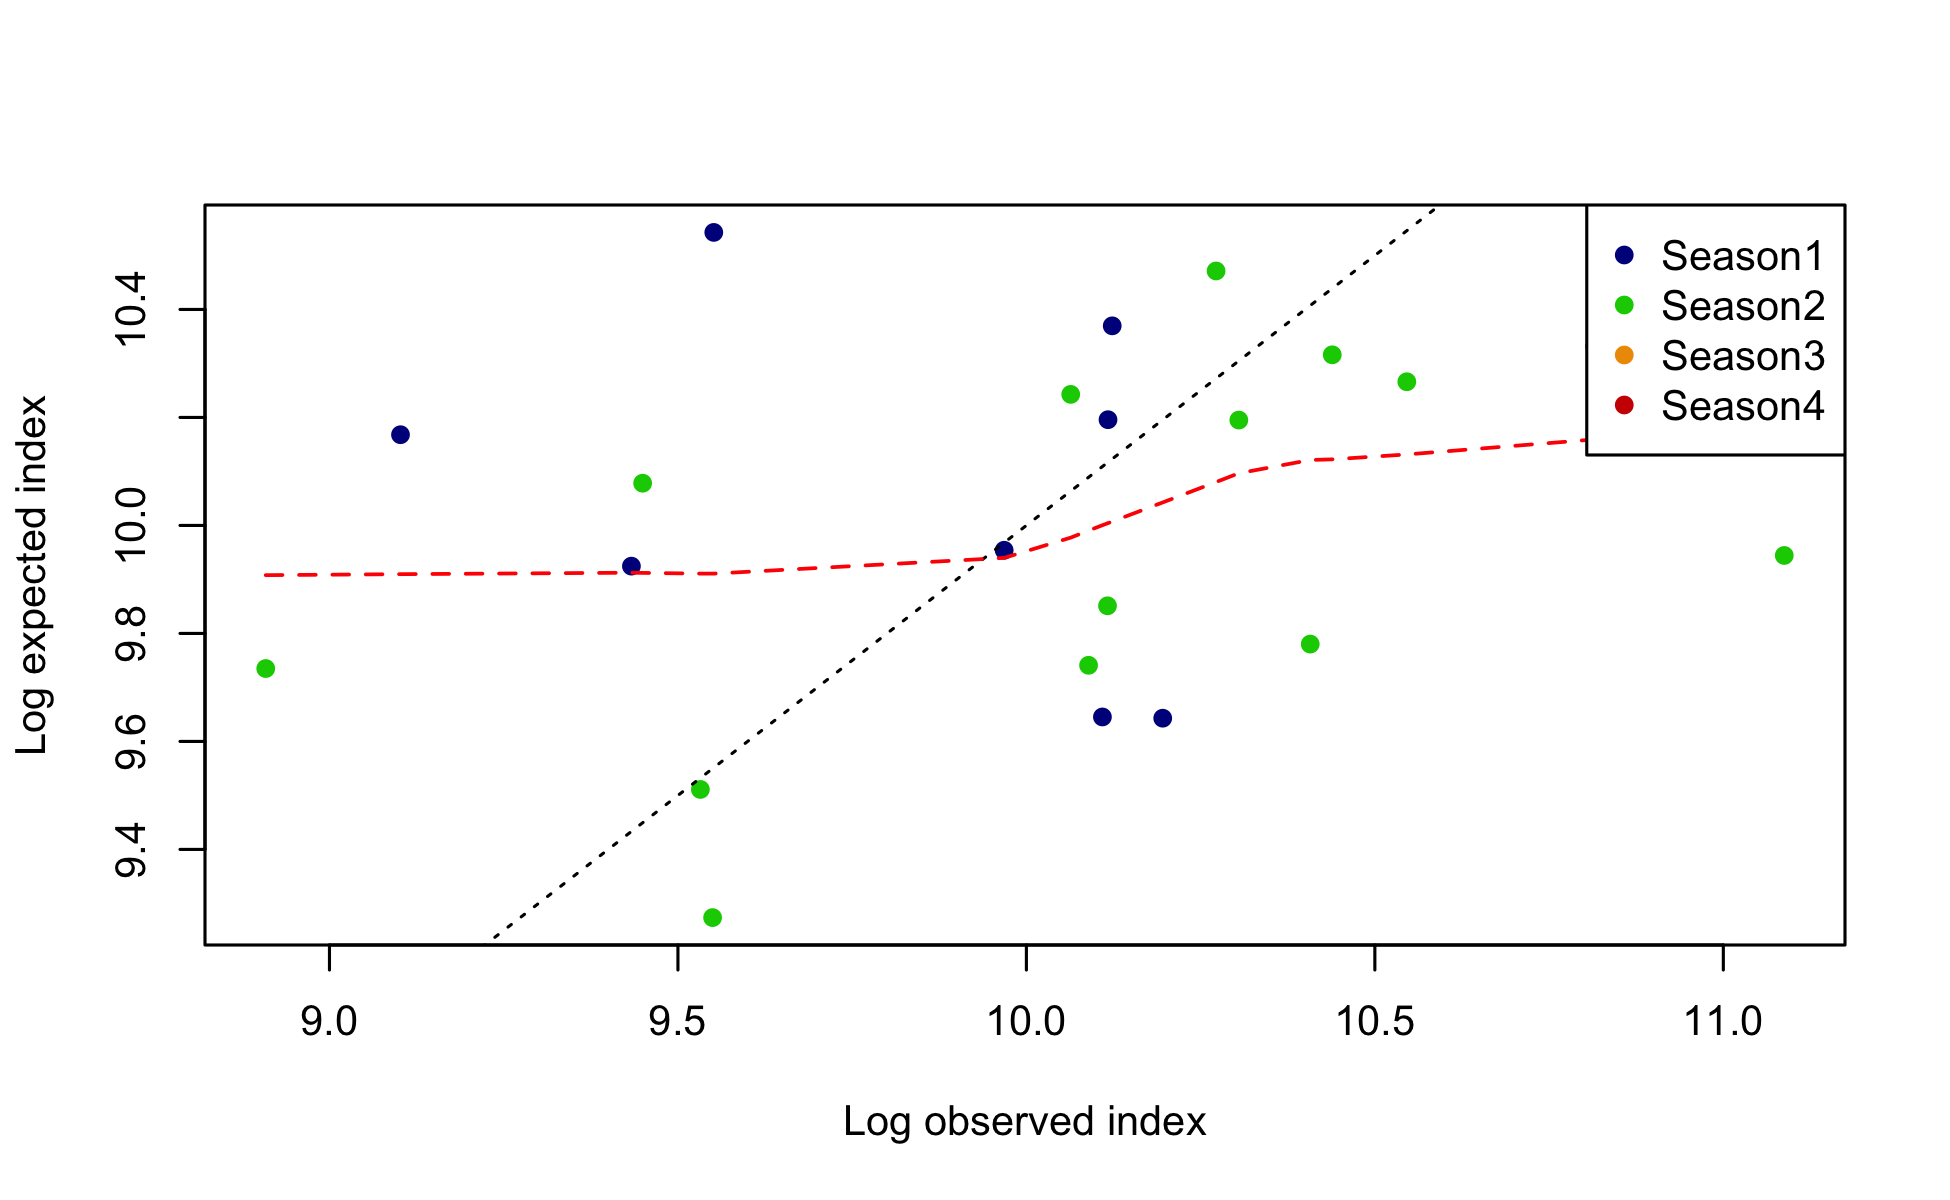 Log expected index
10.4
10.0
9.8
9.6
9.4
Season1
Season2
Season3
Season4
9.0 9.5 10.0 10.5 11.0
Log observed index